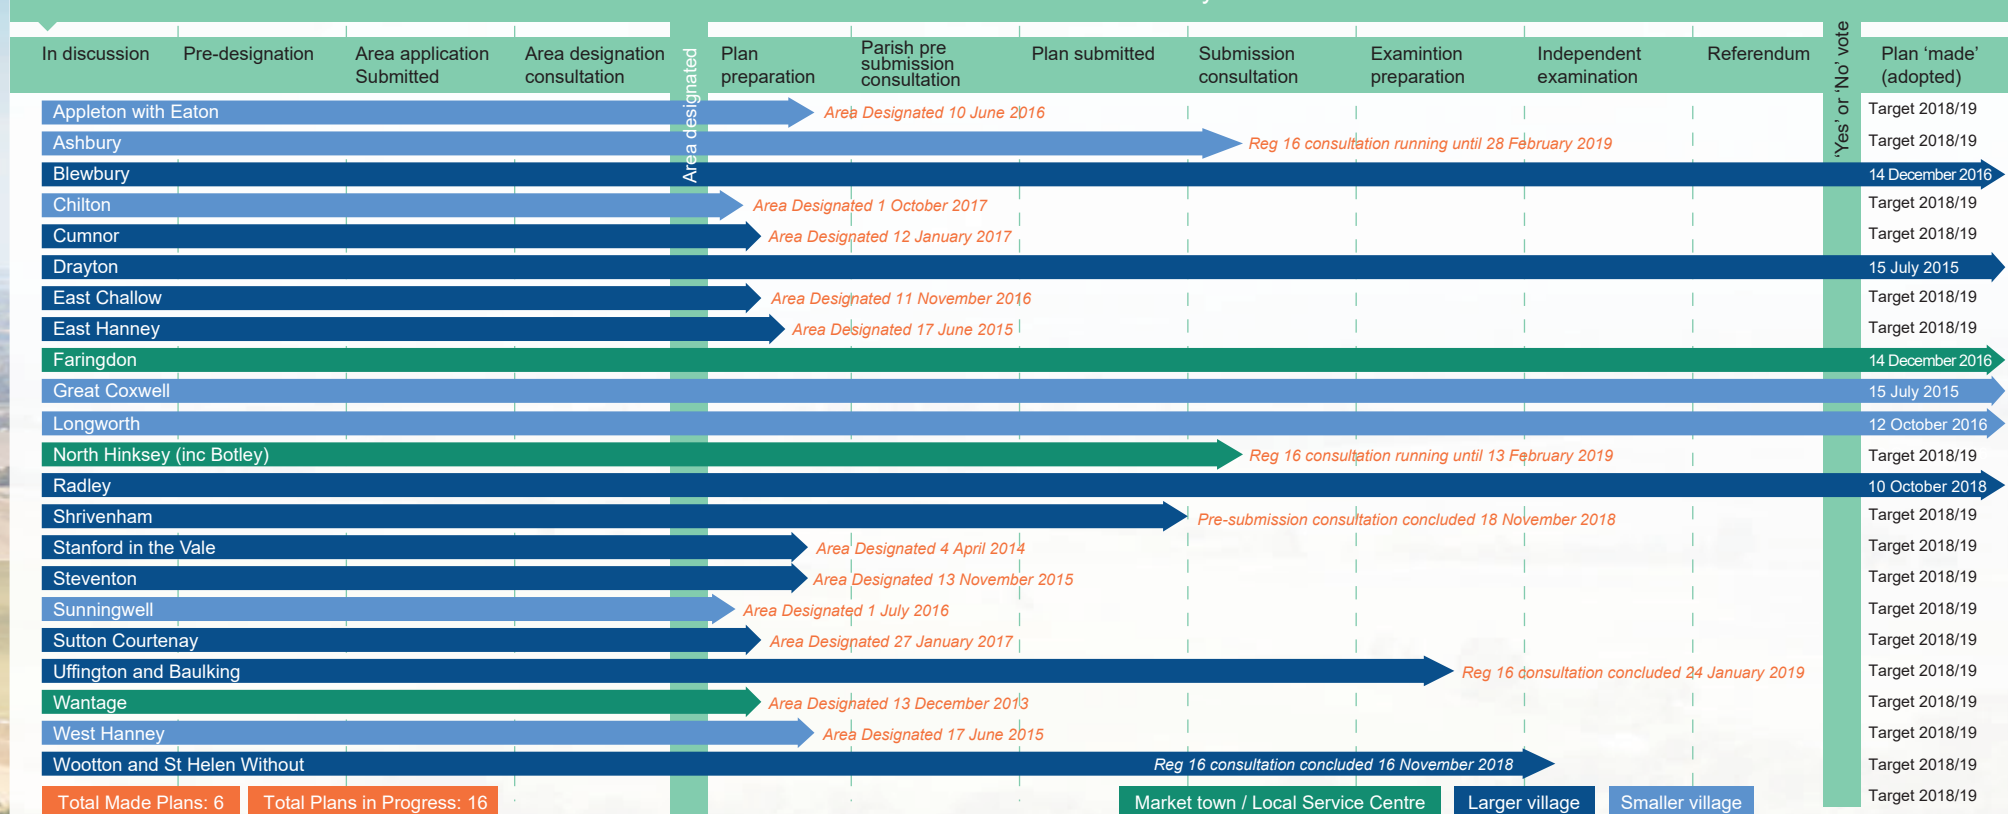 In discussion
Pre-designation
Area application
Submitted
Area designation
consultation
Area designated
Plan
preparation
Parish pre
submission
consultation
Plan submitted
Submission
consultation
Examintion
preparation
Independent
examination
Referendum
'Yes' or 'No' vote
Plan 'made'
(adopted)
Appleton with Eaton Area Designated 10 June 2016 Target 2018/19
Ashbury Reg 16 consultation running until 28 February 2019 Target 2018/19
Blewbury 14 December 2016
Chilton Area Designated 1 October 2017 Target 2018/19
Cumnor Area Designated 12 January 2017 Target 2018/19
Drayton 15 July 2015
East Challow Area Designated 11 November 2016 Target 2018/19
East Hanney Area Designated 17 June 2015 Target 2018/19
Faringdon 14 December 2016
Great Coxwell 15 July 2015
Longworth 12 October 2016
North Hinksey (inc Botley) Reg 16 consultation running until 13 February 2019 Target 2018/19
Radley 10 October 2018
Shrivenham Pre-submission consultation concluded 18 November 2018 Target 2018/19
Stanford in the Vale Area Designated 4 April 2014 Target 2018/19
Steventon Area Designated 13 November 2015 Target 2018/19
Sunningwell Area Designated 1 July 2016 Target 2018/19
Sutton Courtenay Area Designated 27 January 2017 Target 2018/19
Uffington and Baulking Reg 16 consultation concluded 24 January 2019 Target 2018/19
Wantage Area Designated 13 December 2013 Target 2018/19
West Hanney Area Designated 17 June 2015 Target 2018/19
Wootton and St Helen Without Reg 16 consultation concluded 16 November 2018 Target 2018/19
Target 2018/19
Total Made Plans: 6 Total Plans in Progress: 16 Market town / Local Service Centre Larger village Smaller village